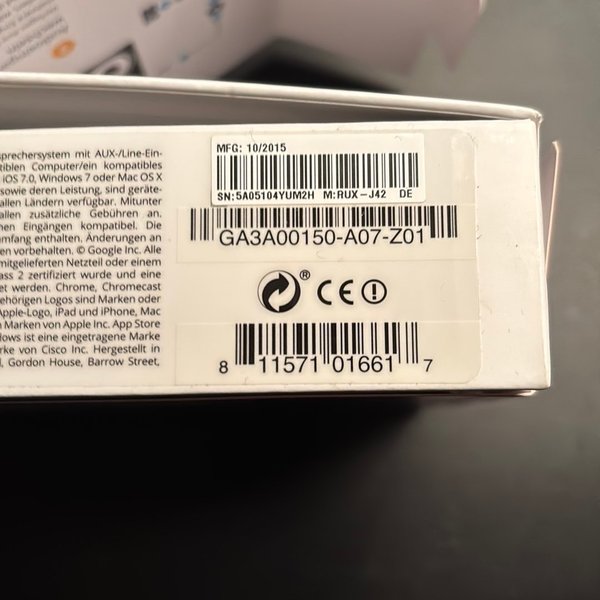 sprechersystem mit AUX-/Line-Ein-
tiblen Computer/ein kompatibles
iOS 7.0, Windows 7 oder Mac OS X
sowie deren Leistung, sind geräte-
allen Ländern verfügbar. Mitunter
allen zusätzliche Gebühren an.
nen Eingängen kompatibel. Die
mfang enthalten. Änderungen an
en vorbehalten. © Google Inc. Alle
mitgelieferten Netzteil oder einem
ass 2 zertifiziert wurde und eine
et werden. Chrome, Chromecast
ehörigen Logos sind Marken oder
Apple-Logo, iPad und iPhone, Mac
n Marken von Apple Inc. App Store
dows ist eine eingetragene Marke
rke von Cisco Inc. Hergestellt in
l, Gordon House, Barrow Street,
MFG: 10/2015
SN:5A05104YUM2H M:RUX-J42 DE
GA3A00150-A07-Z01
® CE
8 11571 01661 7